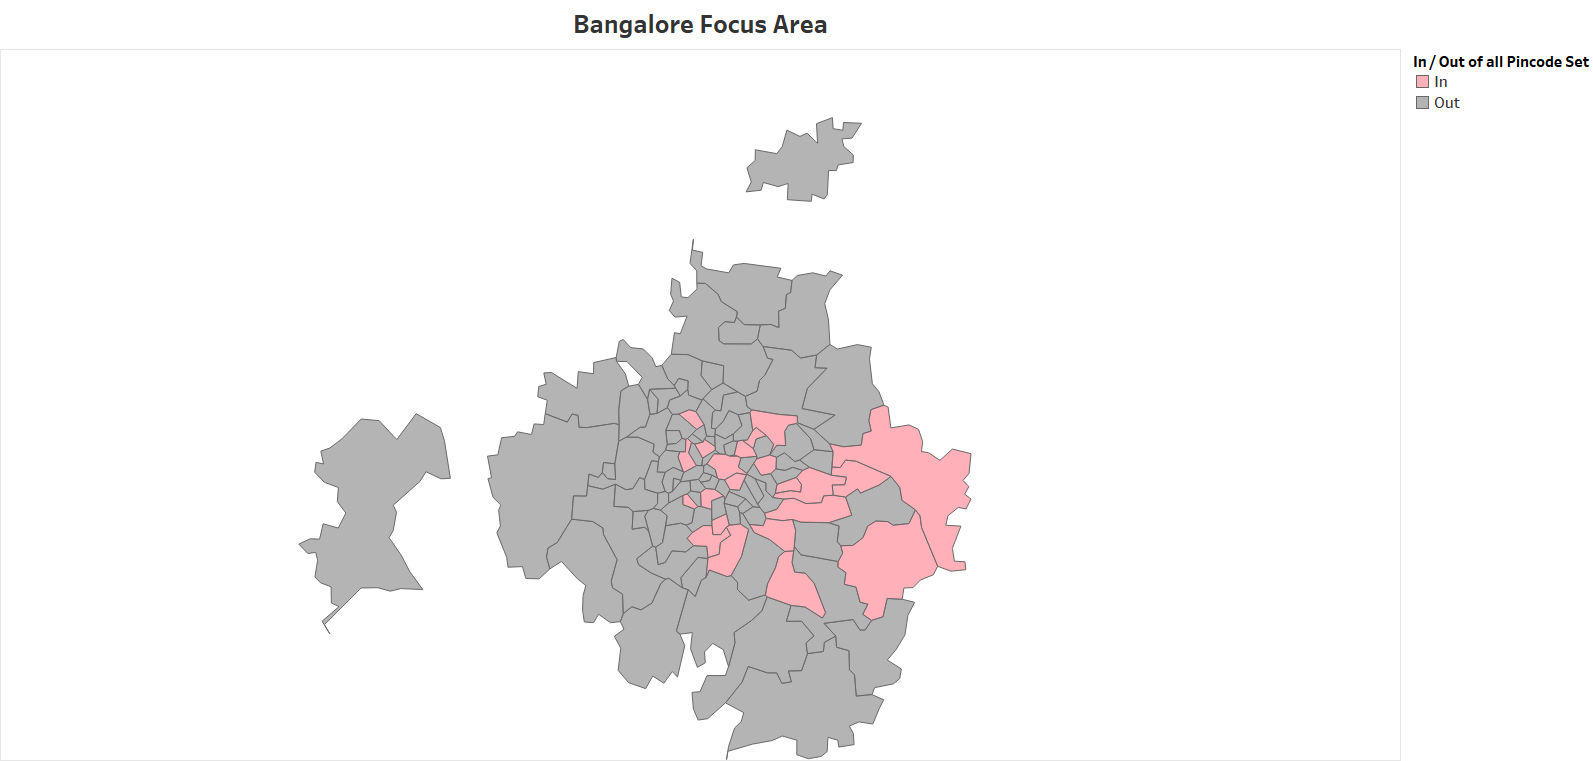 Bangalore Focus Area
In / Out of all Pincode Set
In
Out